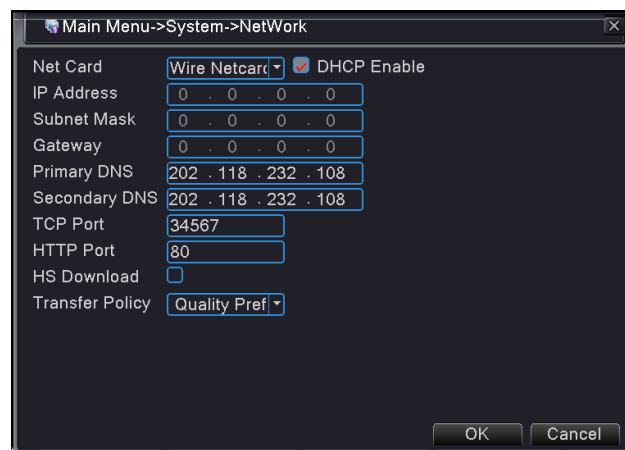 Main Menu->System->NetWork
Net Card Wire Netcard DHCP Enable
IP Address 0 . 0 . 0 . 0
Subnet Mask 0 . 0 . 0 . 0
Gateway 0 . 0 . 0 . 0
Primary DNS 202 . 118 . 232 . 108
Secondary DNS 202 . 118 . 232 . 108
TCP Port 34567
HTTP Port 80
HS Download
Transfer Policy Quality Pref
OK Cancel